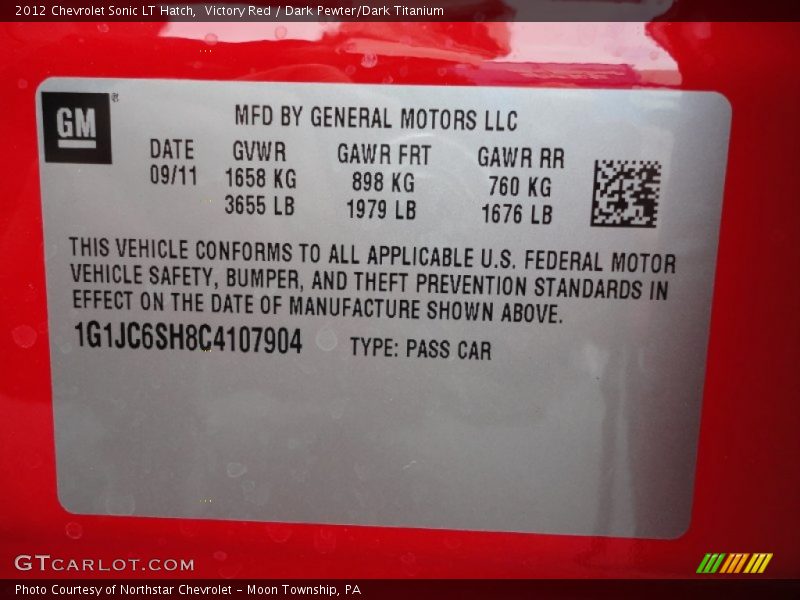 2012 Chevrolet Sonic LT Hatch,  Victory Red / Dark Pewter/Dark Titanium
GM®
MFD BY GENERAL MOTORS LLC
DATE GVWR GAWR FRT GAWR RR
09/11 1658 KG 898 KG 760 KG
3655 LB 1979 LB 1676 LB
THIS VEHICLE CONFORMS TO ALL APPLICABLE U.S. FEDERAL MOTOR
VEHICLE SAFETY, BUMPER, AND THEFT PREVENTION STANDARDS IN
EFFECT ON THE DATE OF MANUFACTURE SHOWN ABOVE.
1G1JC6SH8C4107904 TYPE: PASS CAR
GTCARLOT.COM
Photo Courtesy of Northstar Chevrolet - Moon Township, PA